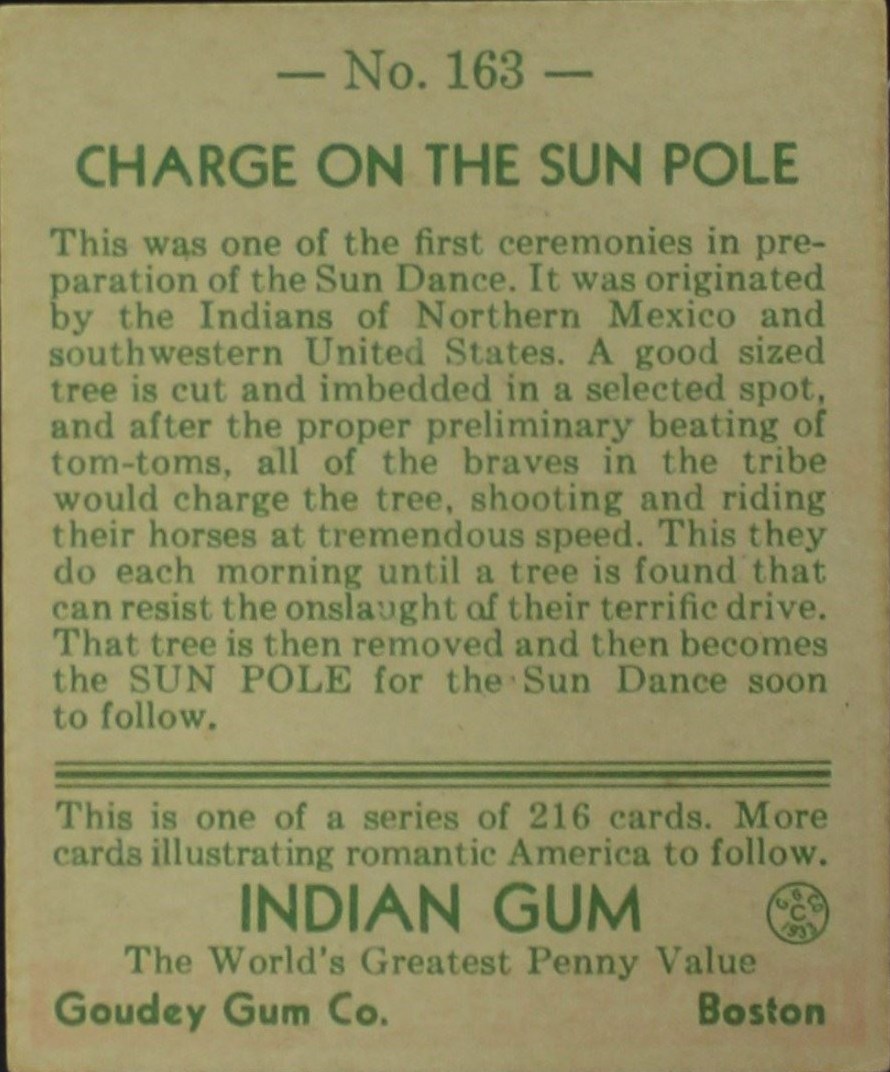 — No. 163 —
CHARGE ON THE SUN POLE
This was one of the first ceremonies in pre-
paration of the Sun Dance. It was originated
by the Indians of Northern Mexico and
southwestern United States. A good sized
tree is cut and imbedded in a selected spot,
and after the proper preliminary beating of
tom-toms, all of the braves in the tribe
would charge the tree, shooting and riding
their horses at tremendous speed. This they
do each morning until a tree is found that
can resist the onslaught of their terrific drive.
That tree is then removed and then becomes
the SUN POLE for the Sun Dance soon
to follow.
This is one of a series of 216 cards. More
cards illustrating romantic America to follow.
INDIAN GUM
G. G. CO.
C
1933
The World's Greatest Penny Value
Goudey Gum Co. Boston